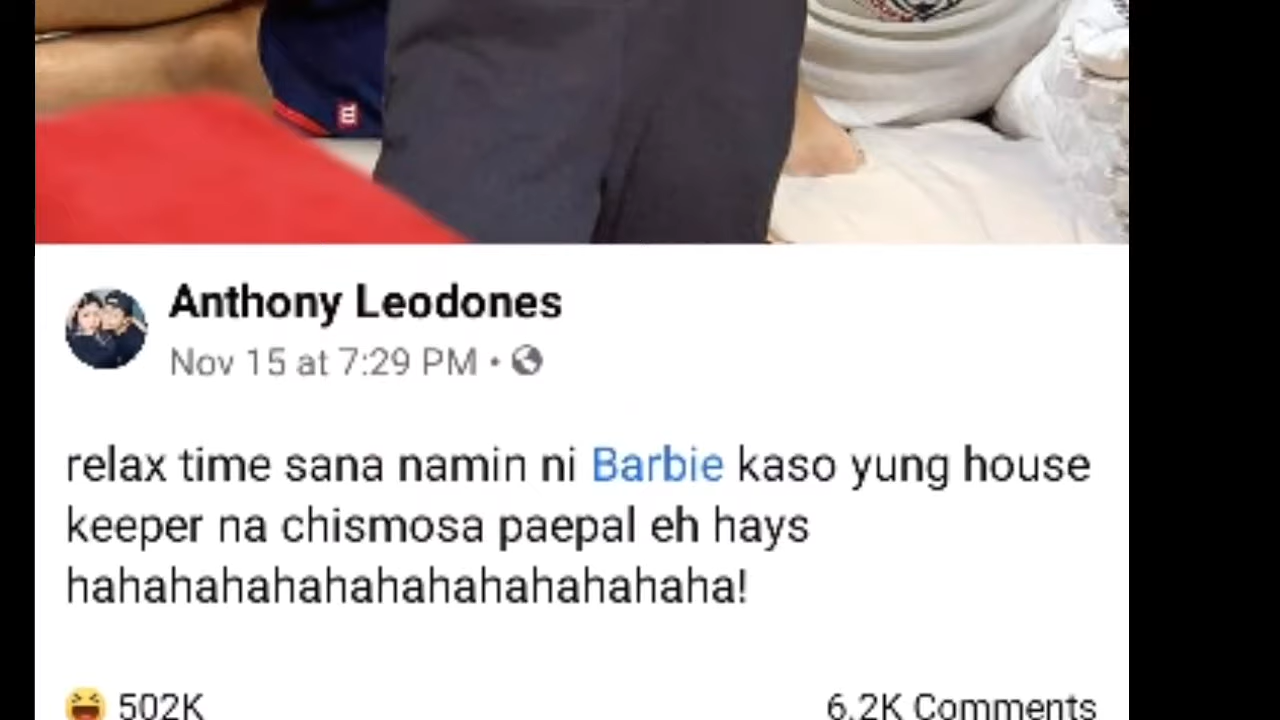 Anthony Leodones
Nov 15 at 7:29 PM •
relax time sana namin ni Barbie kaso yung house
keeper na chismosa paepal eh hays
hahahahahahahahahahahahaha!
502K
6.2K Comments